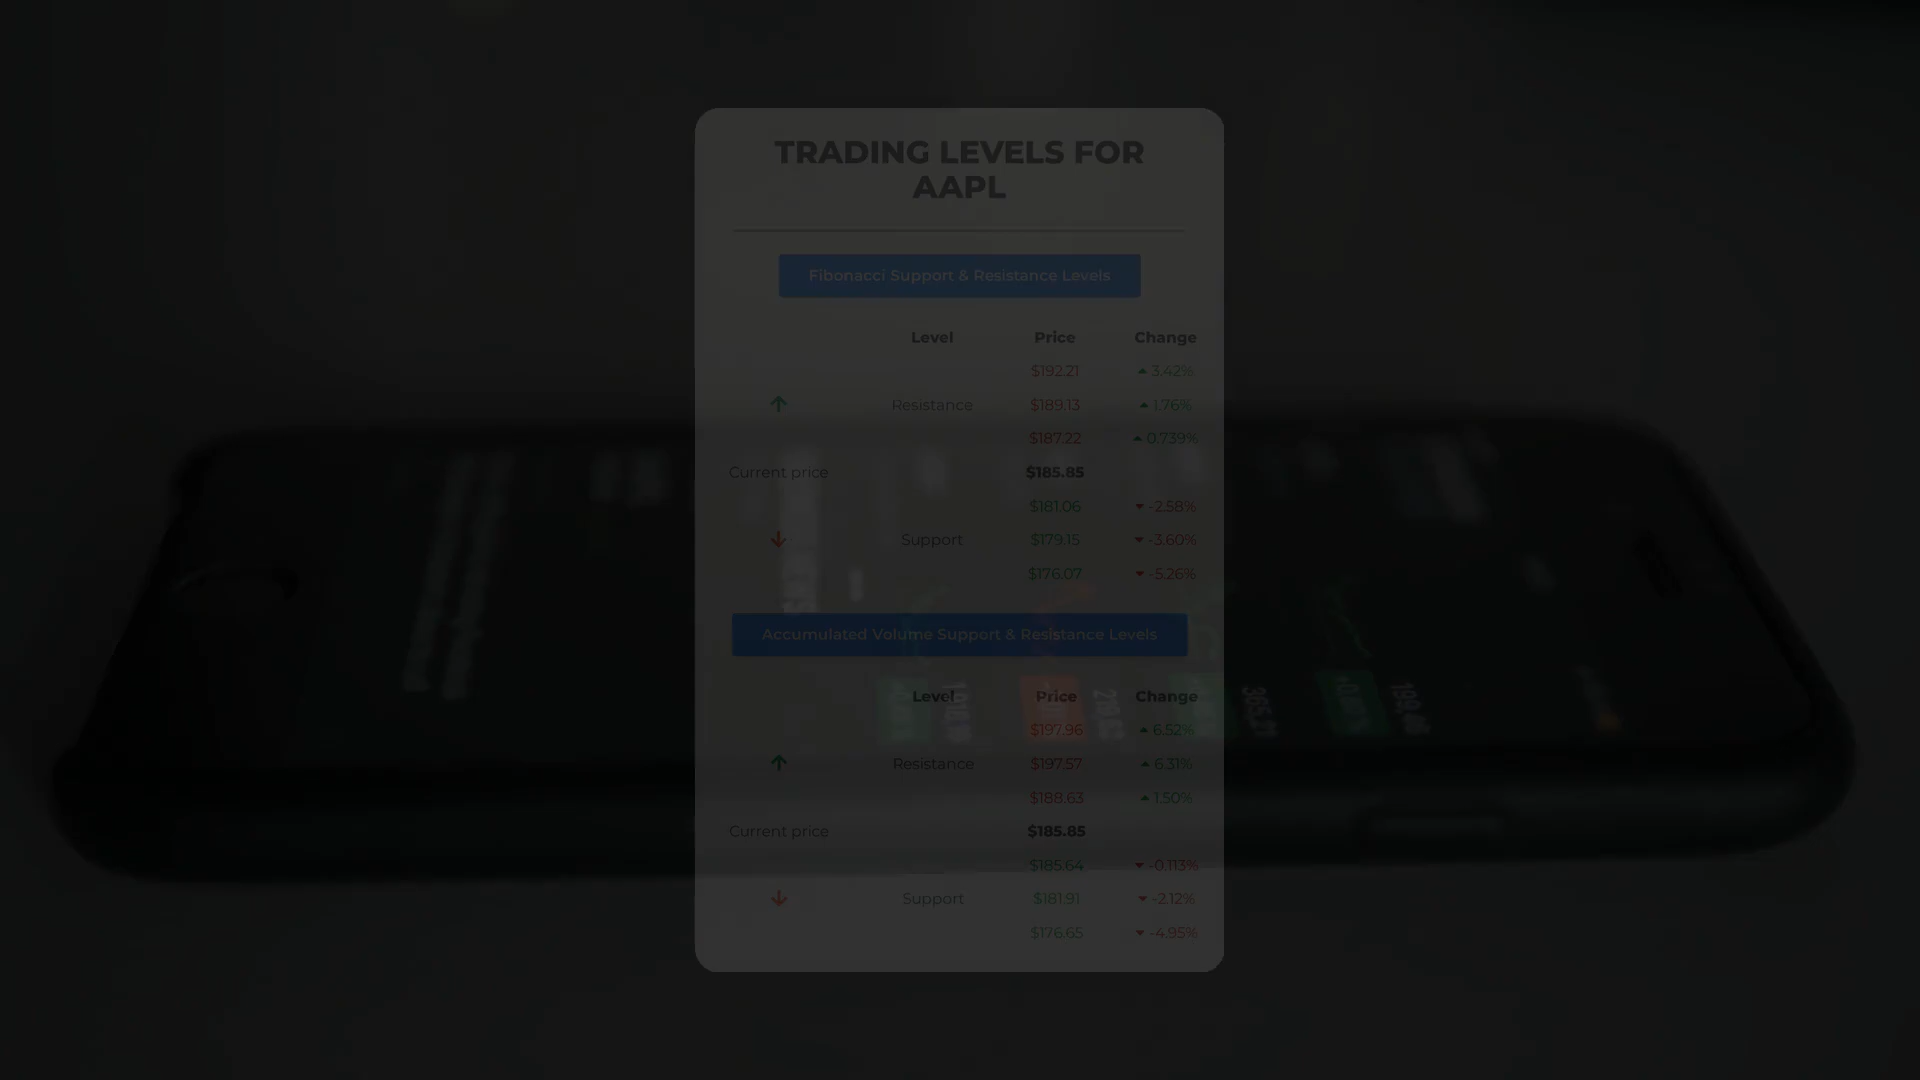 TRADING LEVELS FOR
AAPL
Fibonacci Support & Resistance Levels
Level Price Change
$192.21 3.42%
Resistance $189.13 1.76%
$187.22 0.739%
Current price $185.85
$181.06 -2.58%
Support $179.15 -3.60%
$176.07 -5.26%
Accumulated Volume Support & Resistance Levels
Level Price Change
$197.96 6.52%
Resistance $197.57 6.31%
$188.63 1.50%
Current price $185.85
$185.64 -0.113%
Support $181.91 -2.12%
$176.65 -4.95%